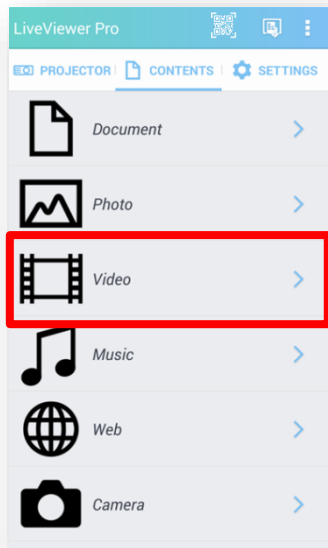 LiveViewer Pro
PROJECTOR CONTENTS SETTINGS
Document
Photo
Video
Music
Web
Camera